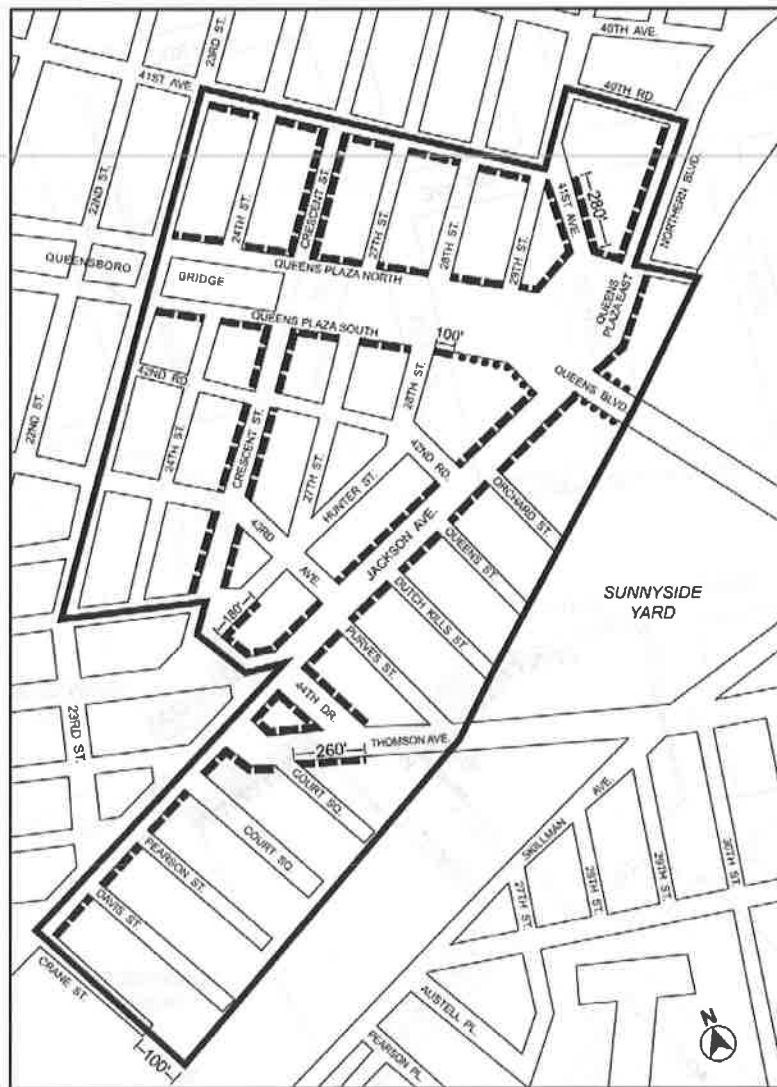 40TH AVE.
23RD ST.
41ST AVE.
40TH RD
NORTHERN BLVD.
22ND ST.
24TH ST.
CRESCENT ST.
27TH ST.
28TH ST.
29TH ST.
41ST AVE.
280'
QUEENSBORO
BRIDGE
QUEENS PLAZA NORTH
QUEENS PLAZA EAST
QUEENS PLAZA SOUTH
100'
42ND RD.
28TH ST.
QUEENS BLVD.
22ND ST.
24TH ST.
CRESCENT ST.
27TH ST.
HUNTER ST.
42ND RD.
43RD
AVE.
JACKSON AVE.
ORCHARD ST.
QUEENS ST
DUTCH KILLS ST.
PURVES ST.
180'
SUNNYSIDE
YARD
44TH DR.
23RD ST.
THOMSON AVE.
260'
COURT SQ.
COURT SQ
PEARSON ST.
DAVIS ST.
CRANE ST.
100'
SKILLMAN
AVE.
27TH ST.
28TH ST.
29TH ST.
30TH ST.
AUSTELL PL.
PEARSON PL.
N